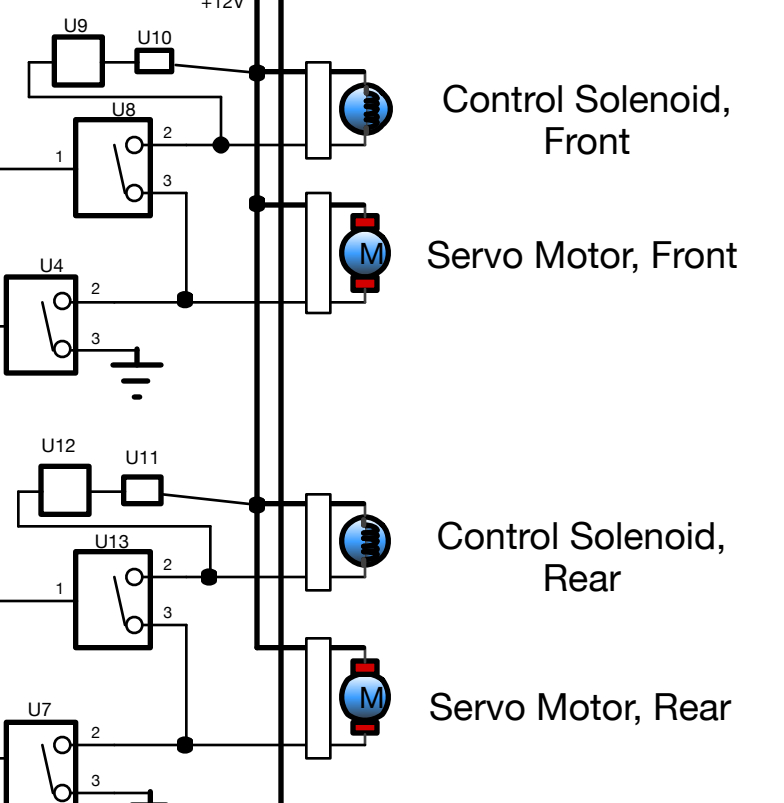 +12V
U9
U10
Control Solenoid,
Front
U8
2
1
3
M
Servo Motor, Front
U4
2
3
U12
U11
Control Solenoid,
Rear
U13
2
1
3
M
Servo Motor, Rear
U7
2
3